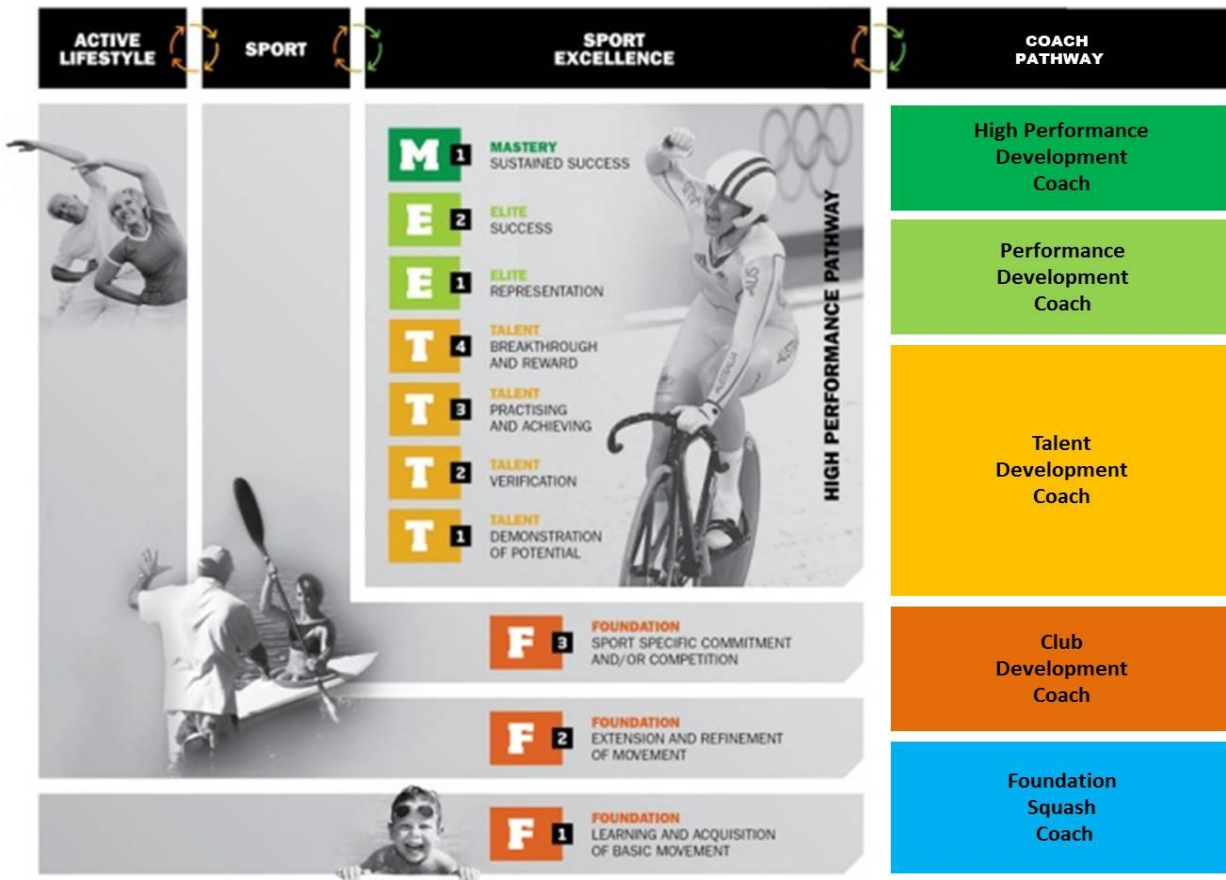 ACTIVE
LIFESTYLE
SPORT
SPORT
EXCELLENCE
COACH
PATHWAY
M 1
MASTERY
SUSTAINED SUCCESS
E 2
ELITE
SUCCESS
E 1
ELITE
REPRESENTATION
T 4
TALENT
BREAKTHROUGH
AND REWARD
T 3
TALENT
PRACTISING
AND ACHIEVING
T 2
TALENT
VERIFICATION
T 1
TALENT
DEMONSTRATION
OF POTENTIAL
HIGH PERFORMANCE PATHWAY
AUS
AUSTRALIA
F 3
FOUNDATION
SPORT SPECIFIC COMMITMENT
AND/OR COMPETITION
F 2
FOUNDATION
EXTENSION AND REFINEMENT
OF MOVEMENT
F 1
FOUNDATION
LEARNING AND ACQUISITION
OF BASIC MOVEMENT
High Performance
Development
Coach
Performance
Development
Coach
Talent
Development
Coach
Club
Development
Coach
Foundation
Squash
Coach